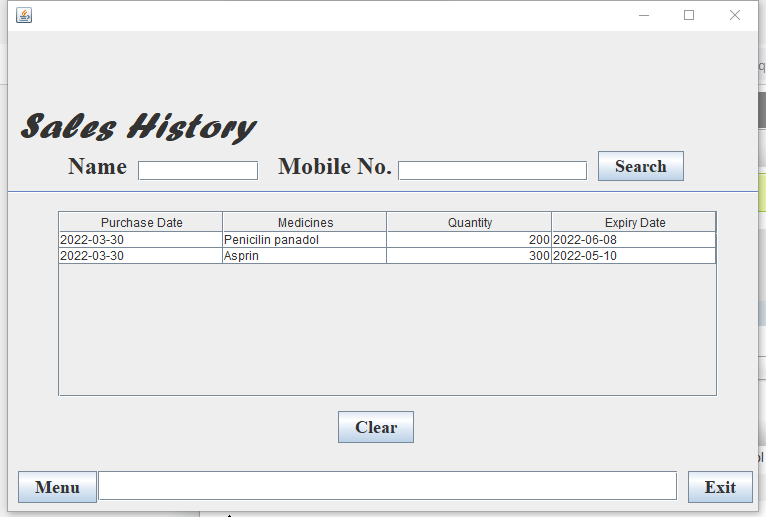 Sales History
Name Mobile No. Search
Purchase Date Medicines Quantity Expiry Date
2022-03-30 Penicilin panadol 200 2022-06-08
2022-03-30 Asprin 300 2022-05-10
Clear
Menu Exit